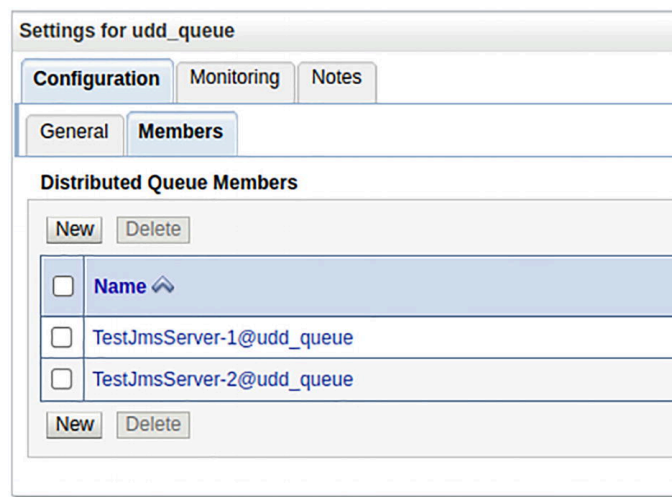 Settings for udd_queue
Configuration Monitoring Notes
General Members
Distributed Queue Members
New Delete
Name
TestJmsServer-1@udd_queue
TestJmsServer-2@udd_queue
New Delete